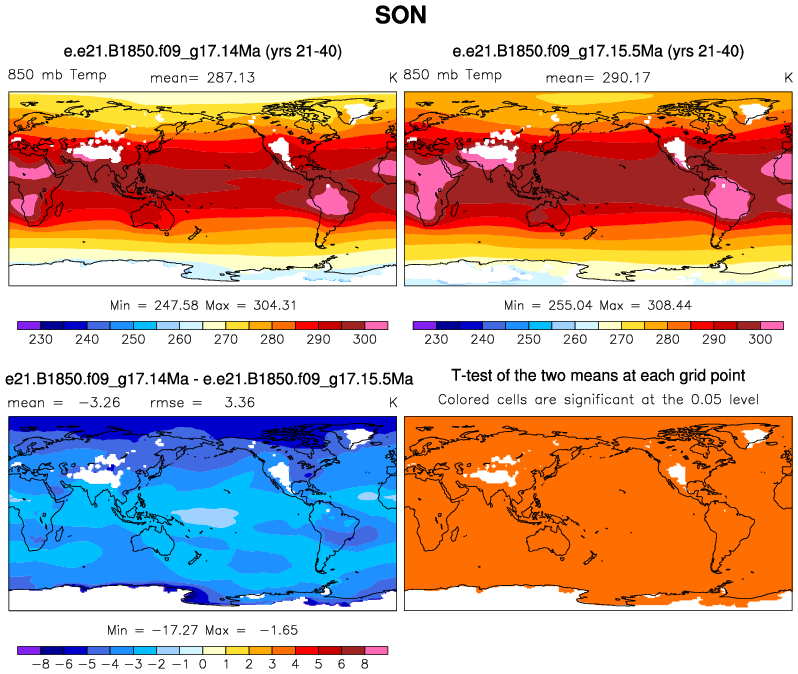 SON
e.e21.B1850.f09_g17.14Ma (yrs 21-40)
850 mb Temp mean= 287.13 K
Min = 247.58 Max = 304.31
230 240 250 260 270 280 290 300
e.e21.B1850.f09_g17.15.5Ma (yrs 21-40)
850 mb Temp mean= 290.17 K
Min = 255.04 Max = 308.44
230 240 250 260 270 280 290 300
e21.B1850.f09_g17.14Ma - e.e21.B1850.f09_g17.15.5Ma
mean = -3.26 rmse = 3.36 K
Min = -17.27 Max = -1.65
-8 -6 -5 -4 -3 -2 -1 0 1 2 3 4 5 6 8
T-test of the two means at each grid point
Colored cells are significant at the 0.05 level